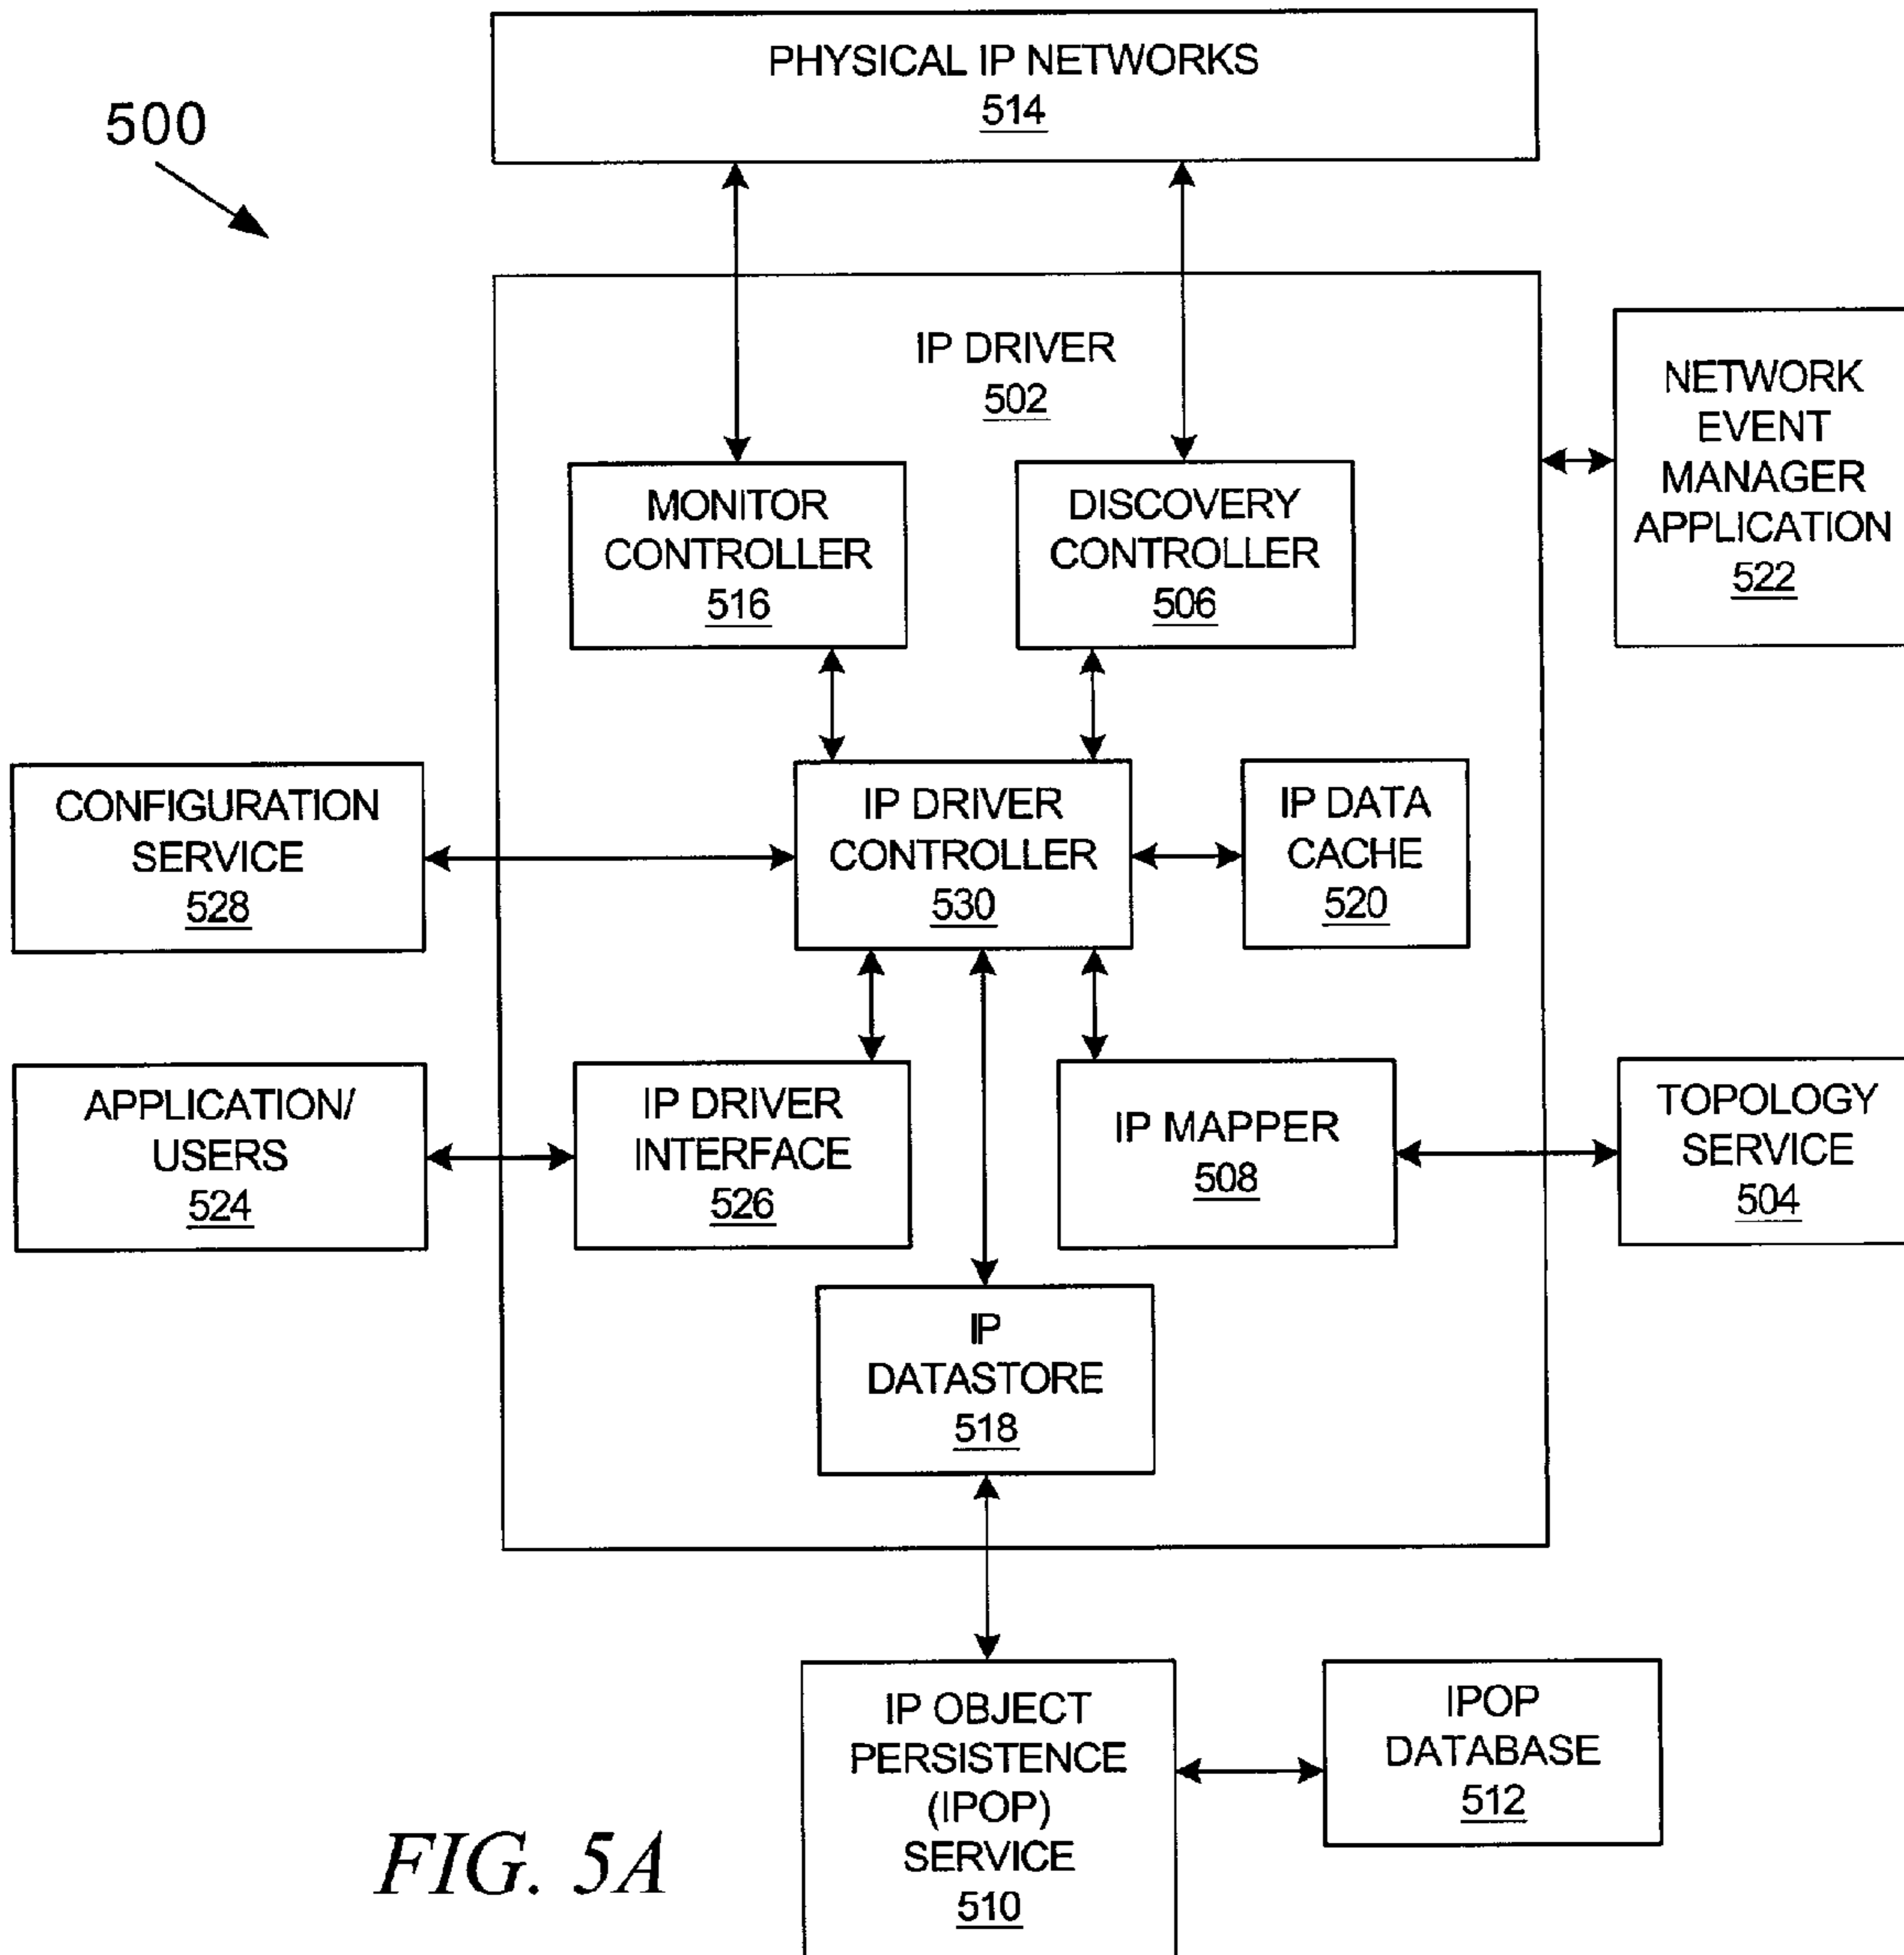 PHYSICAL IP NETWORKS
514
500
IP DRIVER
502
NETWORK
EVENT
MANAGER
APPLICATION
522
MONITOR
CONTROLLER
516
DISCOVERY
CONTROLLER
506
CONFIGURATION
SERVICE
528
IP DRIVER
CONTROLLER
530
IP DATA
CACHE
520
APPLICATION/
USERS
524
IP DRIVER
INTERFACE
526
IP MAPPER
508
TOPOLOGY
SERVICE
504
IP
DATASTORE
518
IP OBJECT
PERSISTENCE
(IPOP)
SERVICE
510
IPOP
DATABASE
512
FIG. 5A